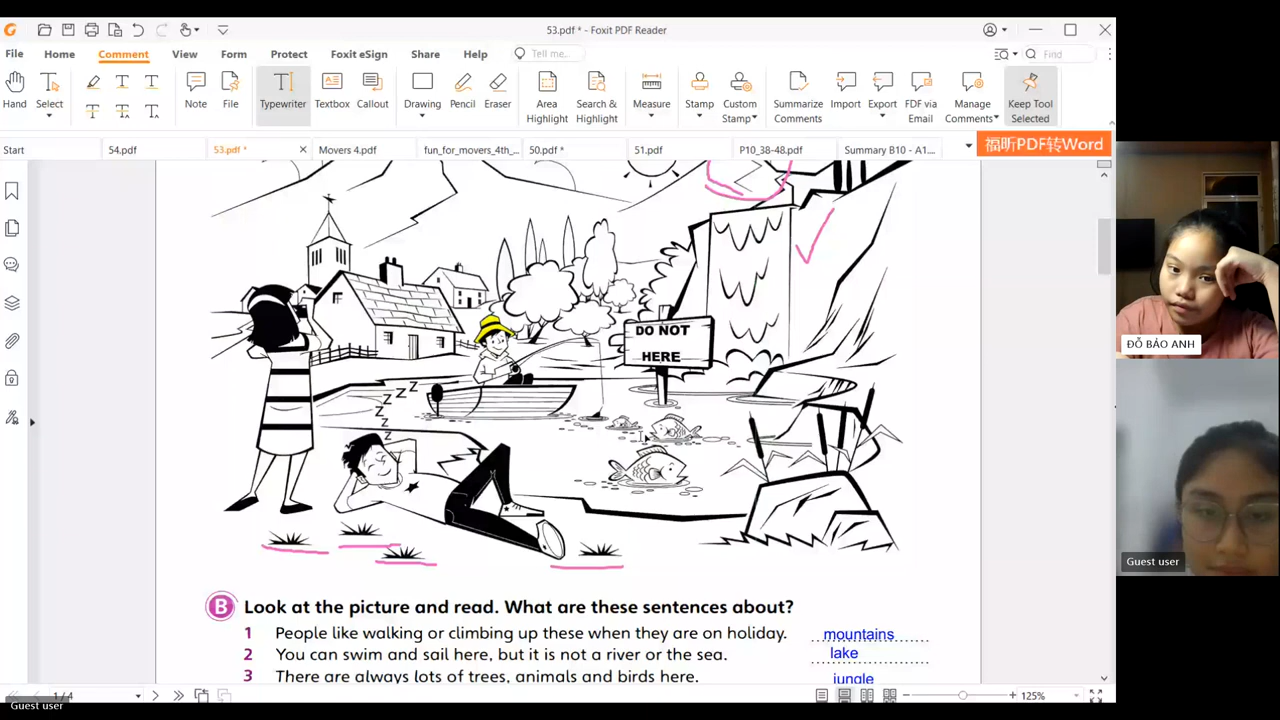 53.pdf * - Foxit PDF Reader
File Home Comment View Form Protect Foxit eSign Share Help Tell me... Find
Hand Select Note File Typewriter Textbox Callout Drawing Pencil Eraser Area Highlight Search & Highlight Measure Stamp Custom Stamp Summarize Comments Import Export FDF via Email Manage Comments Keep Tool Selected
Start 54.pdf 53.pdf * Movers 4.pdf fun_for_movers_4th_... 50.pdf * 51.pdf P10_38-48.pdf Summary B10 - A1... 福昕PDF转Word
DO NOT
HERE
z z z z z z
ĐỖ BẢO ANH
Guest user
B Look at the picture and read. What are these sentences about?
1 People like walking or climbing up these when they are on holiday. mountains
2 You can swim and sail here, but it is not a river or the sea. lake
3 There are always lots of trees, animals and birds here. jungle
1 / 4 125%
Guest user